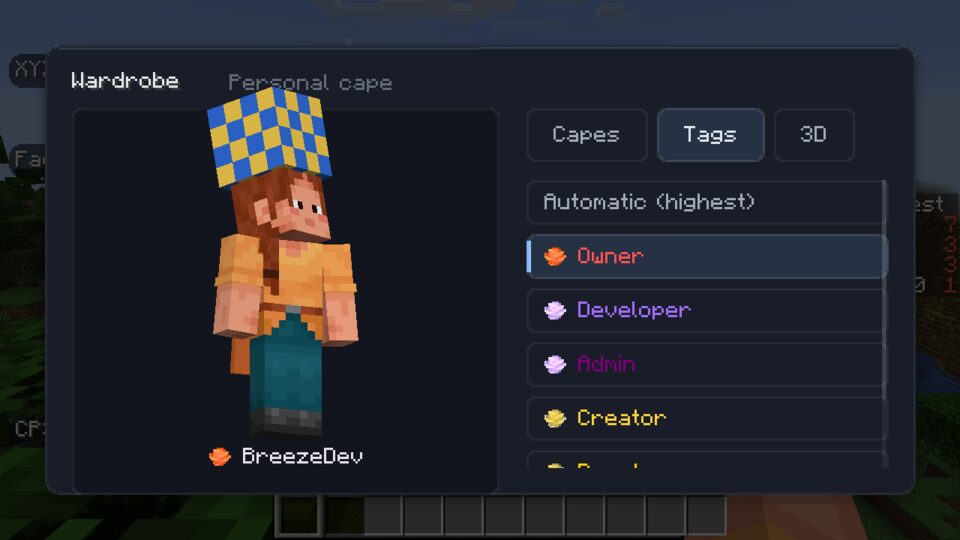 Wardrobe
Personal cape
Capes
Tags
3D
Automatic (highest)
Owner
Developer
Admin
Creator
BreezeDev